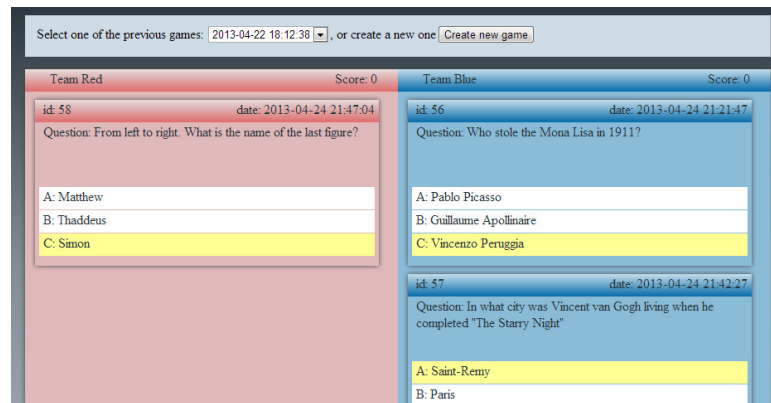 Select one of the previous games: 2013-04-22 18:12:38 , or create a new one Create new game
Team Red Score: 0
id: 58 date: 2013-04-24 21:47:04
Question: From left to right. What is the name of the last figure?
A: Matthew
B: Thaddeus
C: Simon
Team Blue Score: 0
id: 56 date: 2013-04-24 21:21:47
Question: Who stole the Mona Lisa in 1911?
A: Pablo Picasso
B: Guillaume Apollinaire
C: Vincenzo Peruggia
id: 57 date: 2013-04-24 21:42:27
Question: In what city was Vincent van Gogh living when he
completed "The Starry Night"
A: Saint-Remy
B: Paris